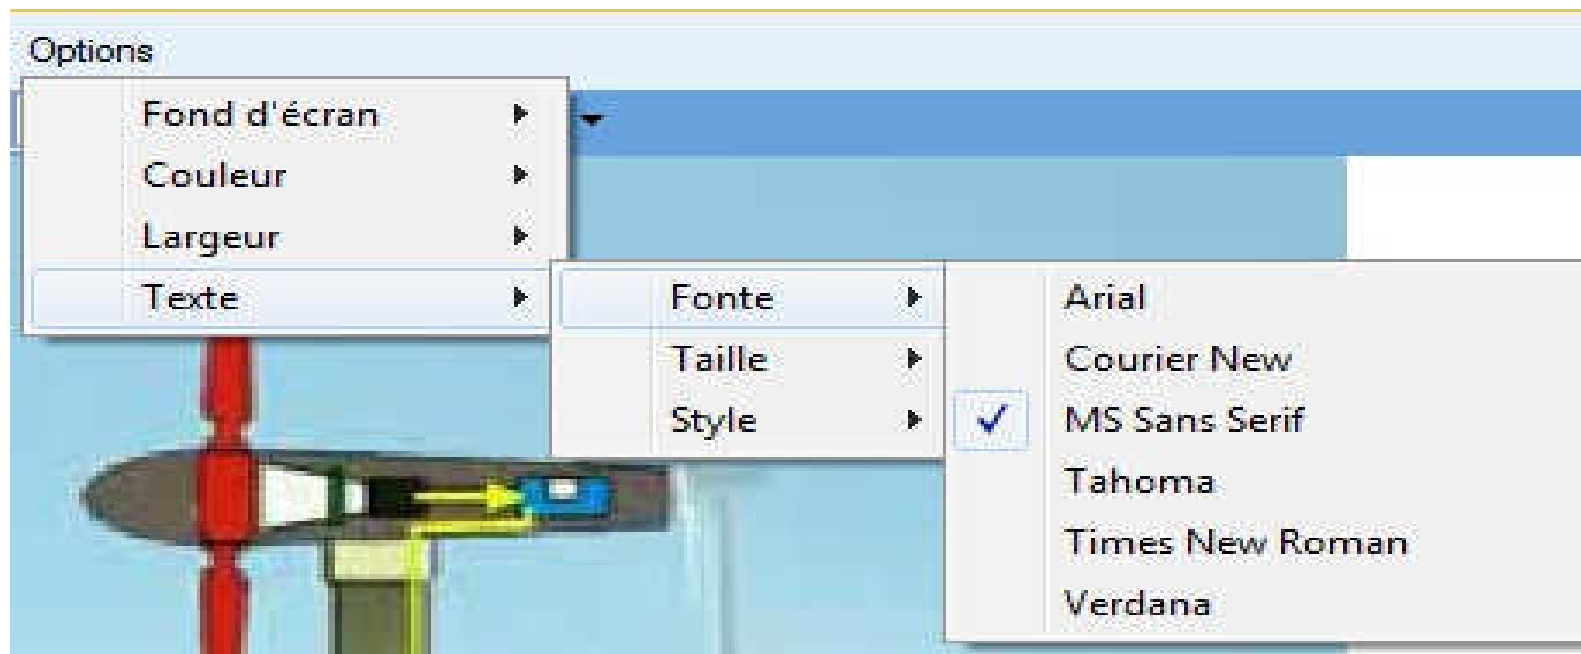 Options
Fond d'écran
Couleur
Largeur
Texte
Fonte
Taille
Style
Arial
Courier New
MS Sans Serif
Tahoma
Times New Roman
Verdana